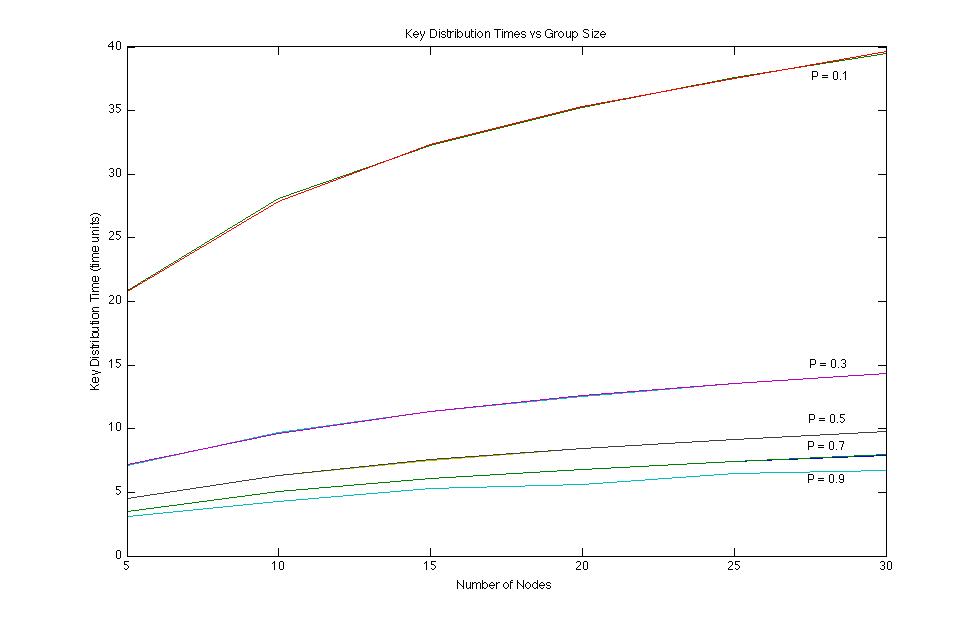 Key Distribution Times vs Group Size
40
35
30
25
20
15
10
5
0
Key Distribution Time (time units)
P = 0.1
P = 0.3
P = 0.5
P = 0.7
P = 0.9
5 10 15 20 25 30
Number of Nodes